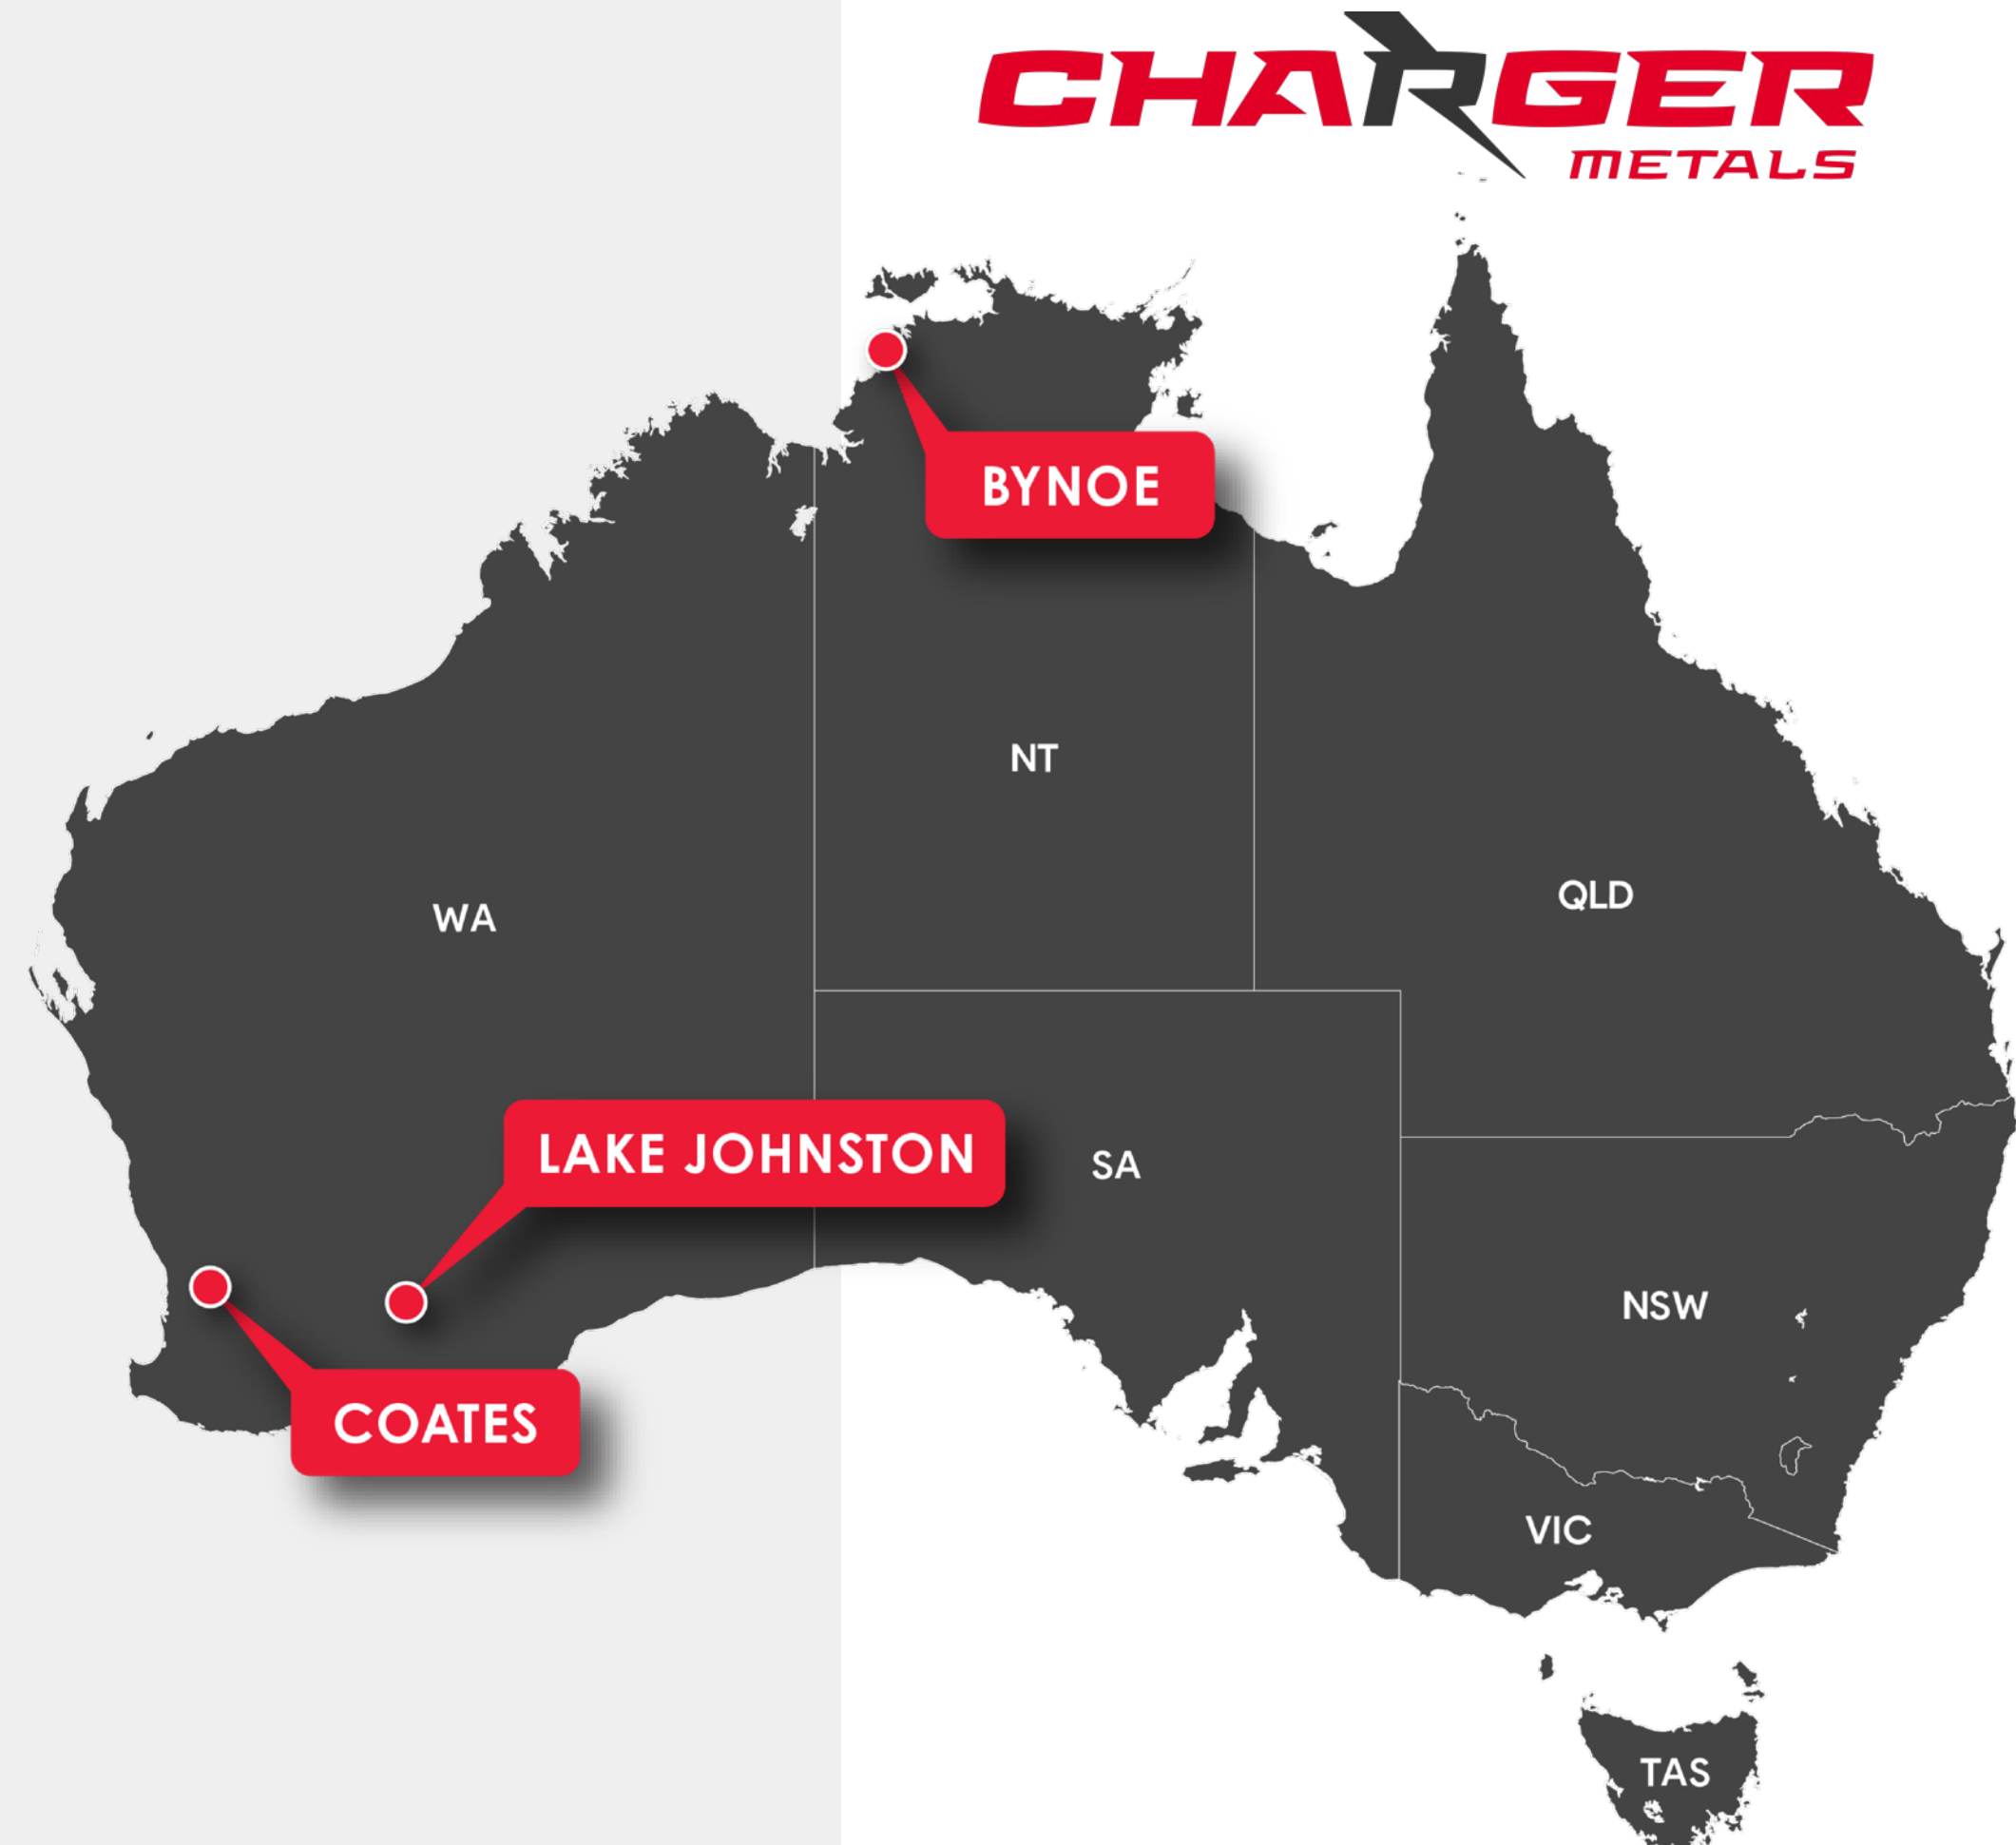 CHARGER
METALS
BYNOE
NT
QLD
WA
LAKE JOHNSTON
SA
NSW
COATES
VIC
TAS